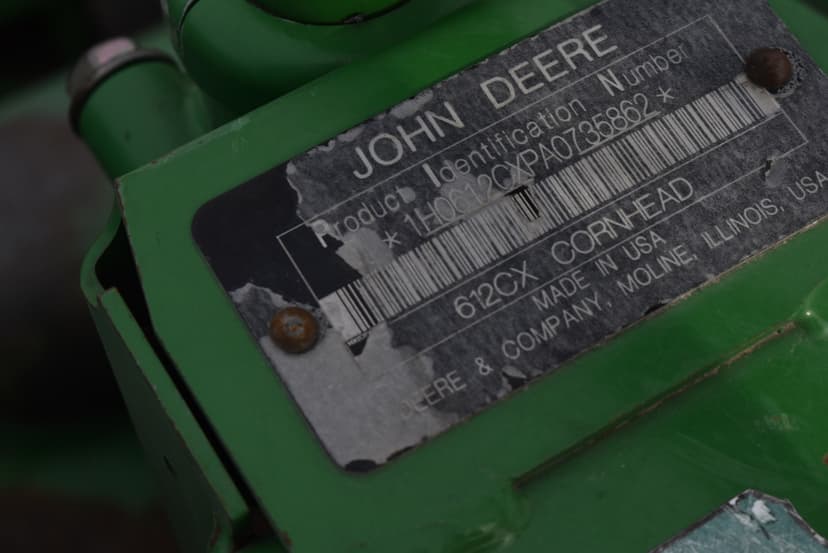 JOHN DEERE
Product Identification Number
*1H0612CXPA0735862*
612CX CORNHEAD
MADE IN USA
DEERE & COMPANY, MOLINE, ILLINOIS, USA